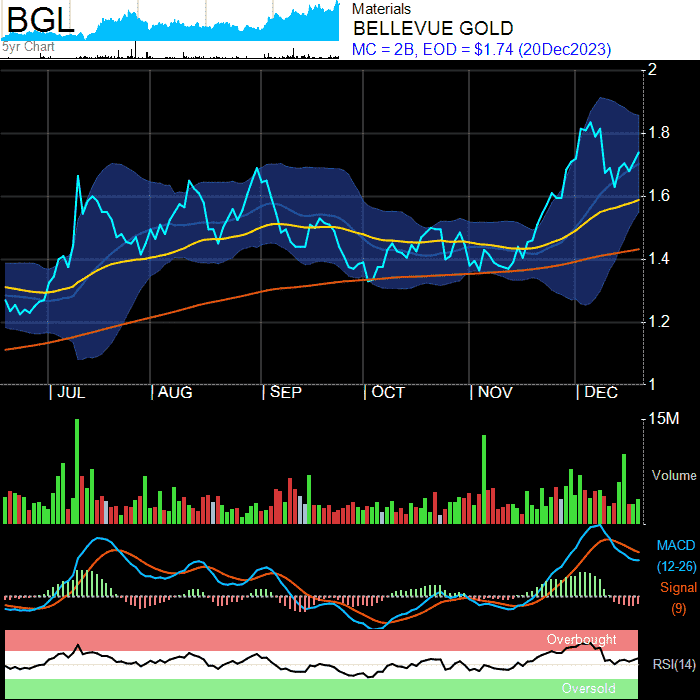 BGL
5yr Chart
Materials
BELLEVUE GOLD
MC = 2B, EOD = $1.74 (20Dec2023)
2
1.8
1.6
1.4
1.2
1
JUL
AUG
SEP
OCT
NOV
DEC
15M
Volume
MACD
(12-26)
Signal
(9)
Overbought
RSI(14)
Oversold